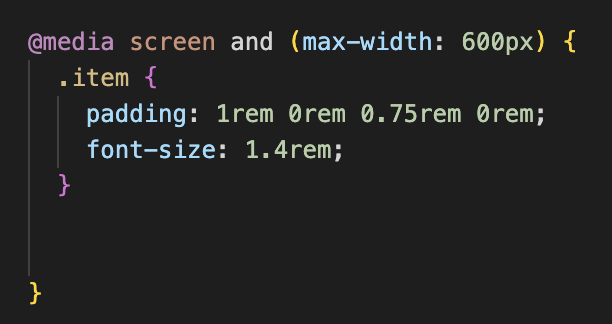 @media screen and (max-width: 600px) {
.item {
padding: 1rem 0rem 0.75rem 0rem;
font-size: 1.4rem;
}
}